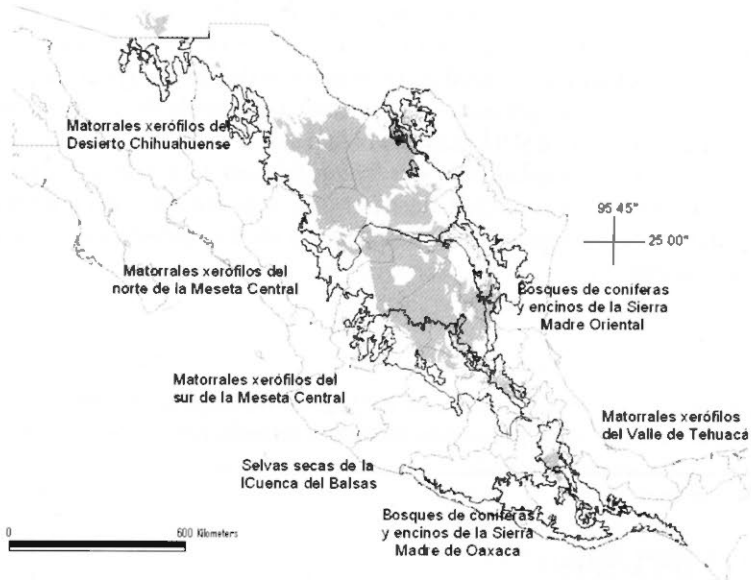 Matorrales xerófilos del
Desierto Chihuahuense
95 45"
25 00"
Matorrales xerófilos del
norte de la Meseta Central
Bosques de coniferas
y encinos de la Sierra
Madre Oriental
Matorrales xerófilos del
sur de la Meseta Central
Matorrales xerófilos
del Valle de Tehuacá
Selvas secas de la
lCuenca del Balsas
Bosques de coniferas
y encinos de la Sierra
Madre de Oaxaca
0
600 Kilometers